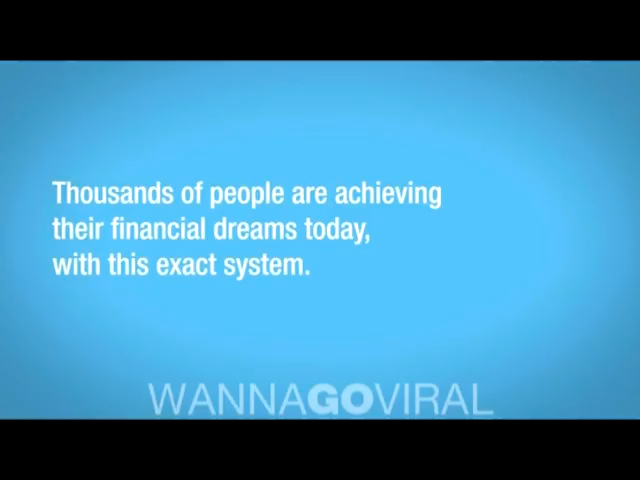 Thousands of people are achieving
their financial dreams today,
with this exact system.
WANNAGOVIRAL